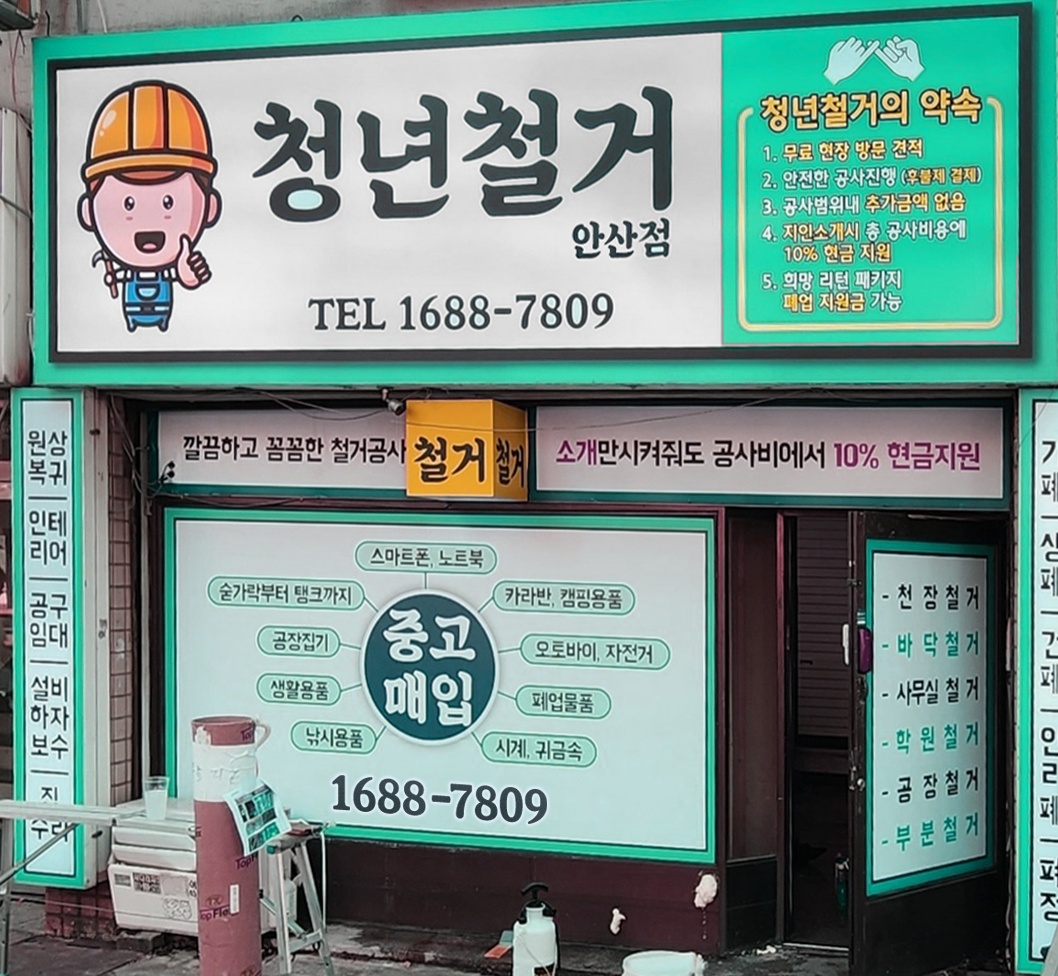 청년철거
안산점
TEL 1688-7809
청년철거의 약속
1. 무료 현장 방문 견적
2. 안전한 공사진행 (후불제 결제)
3. 공사범위내 추가금액 없음
4. 지인소개시 총 공사비용에
10% 현금 지원
5. 희망 리턴 패키지
폐업 지원금 가능
깔끔하고 꼼꼼한 철거공사
철거
철거
소개만시켜줘도 공사비에서 10% 현금지원
원상
복귀
인테
리어
공구
임대
설비
하자
보수
스마트폰, 노트북
숟가락부터 탱크까지
카라반, 캠핑용품
공장집기
오토바이, 자전거
생활용품
폐업물품
낚시용품
시계, 귀금속
중고
매입
1688-7809
- 천장철거
- 바닥철거
- 사무실철거
- 학원철거
- 공장철거
- 부분철거